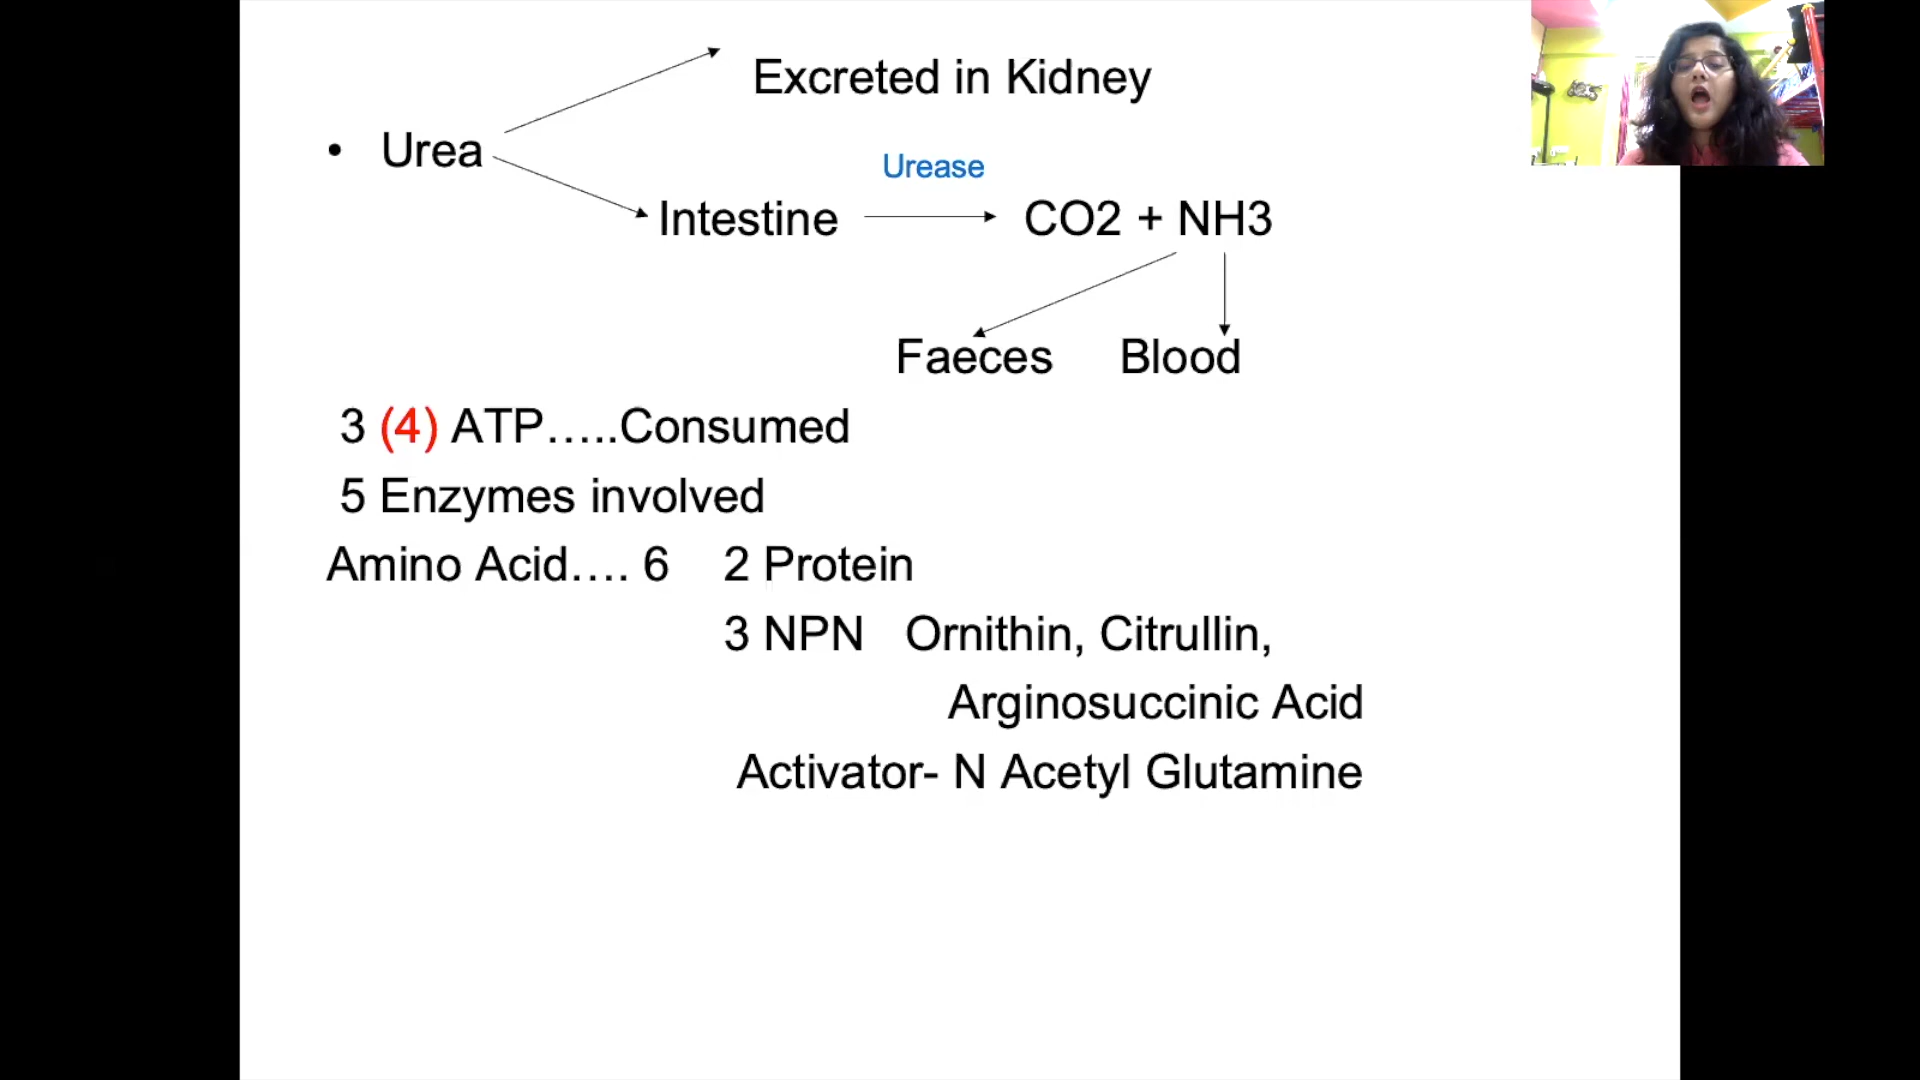 Excreted in Kidney
• Urea
Urease
Intestine CO2 + NH3
Faeces Blood
3 (4) ATP.....Consumed
5 Enzymes involved
Amino Acid.... 6 2 Protein
3 NPN Ornithin, Citrullin,
Arginosuccinic Acid
Activator- N Acetyl Glutamine